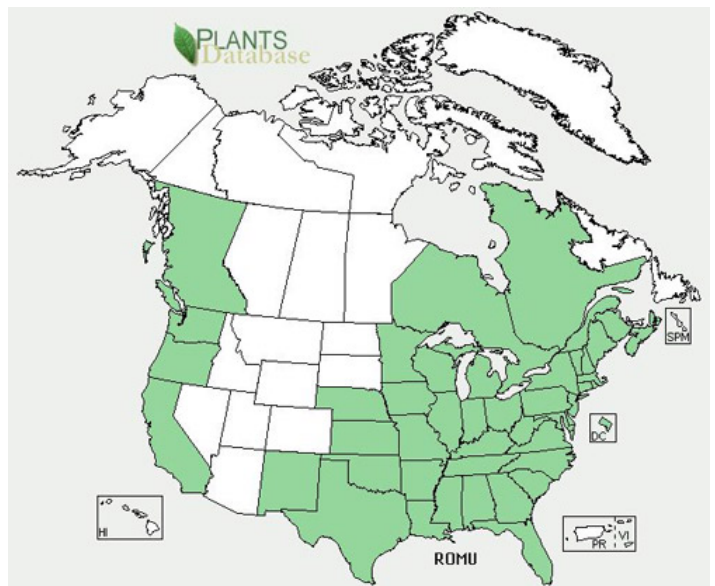 PLANTS
Database
SPM
DC
HI
PR VI
ROMU